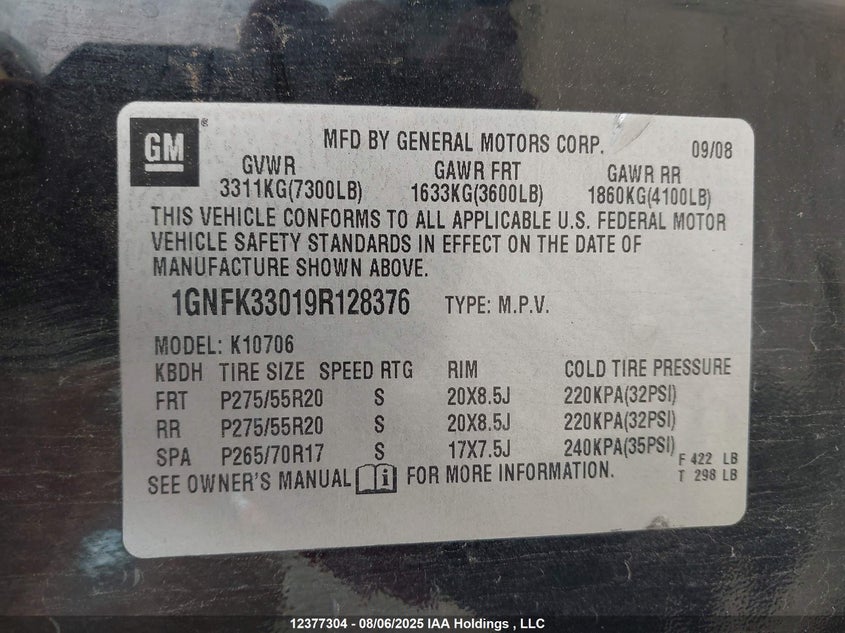 GM®
MFD BY GENERAL MOTORS CORP. 09/08
GVWR GAWR FRT GAWR RR
3311KG(7300LB) 1633KG(3600LB) 1860KG(4100LB)
THIS VEHICLE CONFORMS TO ALL APPLICABLE U.S. FEDERAL MOTOR
VEHICLE SAFETY STANDARDS IN EFFECT ON THE DATE OF
MANUFACTURE SHOWN ABOVE.
1GNFK33019R128376 TYPE: M.P.V.
MODEL: K10706
KBDH TIRE SIZE SPEED RTG RIM COLD TIRE PRESSURE
FRT P275/55R20 S 20X8.5J 220KPA(32PSI)
RR P275/55R20 S 20X8.5J 220KPA(32PSI)
SPA P265/70R17 S 17X7.5J 240KPA(35PSI)
F 422 LB
SEE OWNER'S MANUAL i FOR MORE INFORMATION. T 298 LB
12377304 - 08/06/2025 IAA Holdings , LLC